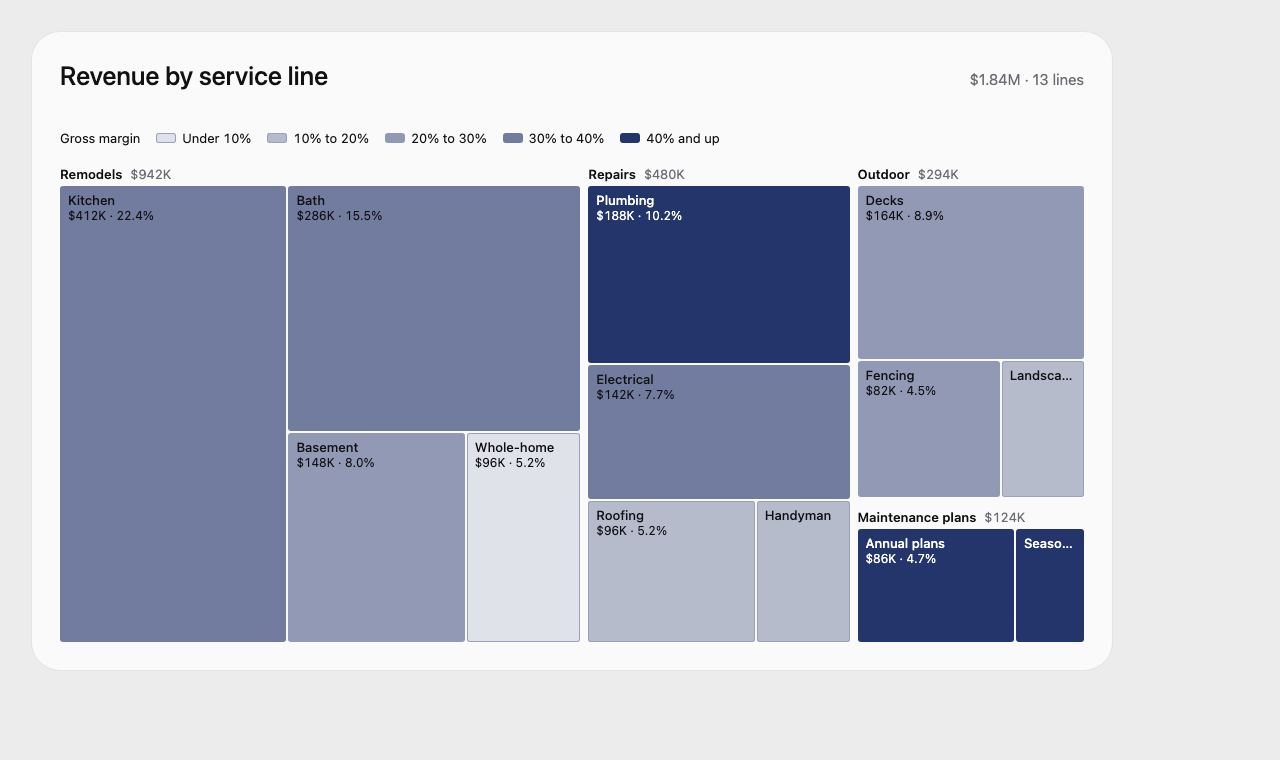 Revenue by service line
$1.84M · 13 lines
Gross margin
Under 10%
10% to 20%
20% to 30%
30% to 40%
40% and up
Remodels $942K
Kitchen
$412K · 22.4%
Bath
$286K · 15.5%
Basement
$148K · 8.0%
Whole-home
$96K · 5.2%
Repairs $480K
Plumbing
$188K · 10.2%
Electrical
$142K · 7.7%
Roofing
$96K · 5.2%
Handyman
Outdoor $294K
Decks
$164K · 8.9%
Fencing
$82K · 4.5%
Landsca...
Maintenance plans $124K
Annual plans
$86K · 4.7%
Seaso...